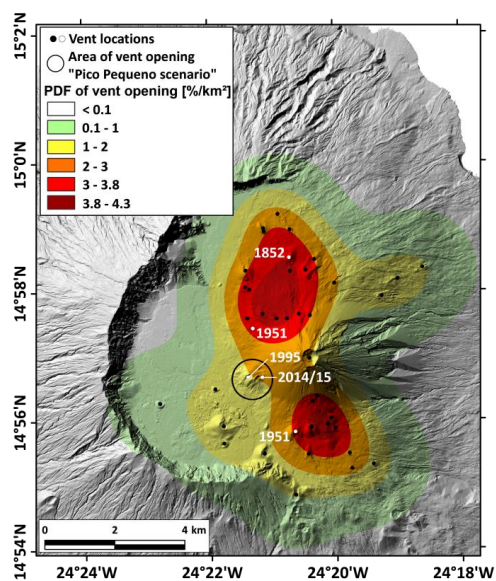 Vent locations
Area of vent opening
"Pico Pequeno scenario"
PDF of vent opening [%/km²]
< 0.1
0.1 - 1
1 - 2
2 - 3
3 - 3.8
3.8 - 4.3
1852
1951
1995
2014/15
1951
0 2 4 km
15°2'N
15°0'N
14°58'N
14°56'N
14°54'N
24°24'W 24°22'W 24°20'W 24°18'W